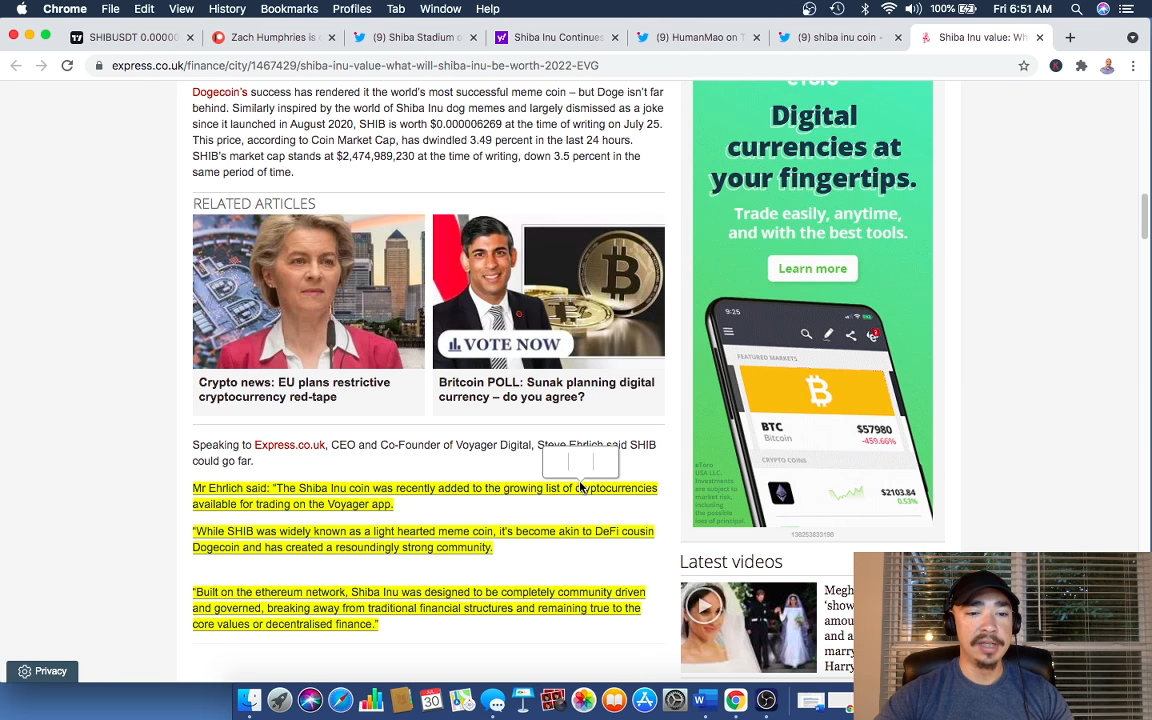 Chrome File Edit View History Bookmarks Profiles Tab Window Help 100% Fri 6:51 AM
SHIBUSDT 0.00000 Zach Humphries is (9) Shiba Stadium o Shiba Inu Continues (9) HumanMao on T (9) shiba inu coin - Shiba Inu value: Wh
express.co.uk/finance/city/1467429/shiba-inu-value-what-will-shiba-inu-be-worth-2022-EVG
Dogecoin's success has rendered it the world's most successful meme coin – but Doge isn't far
behind. Similarly inspired by the world of Shiba Inu dog memes and largely dismissed as a joke
since it launched in August 2020, SHIB is worth $0.000006269 at the time of writing on July 25.
This price, according to Coin Market Cap, has dwindled 3.49 percent in the last 24 hours.
SHIB's market cap stands at $2,474,989,230 at the time of writing, down 3.5 percent in the
same period of time.
RELATED ARTICLES
VOTE NOW
Crypto news: EU plans restrictive
cryptocurrency red-tape
Britcoin POLL: Sunak planning digital
currency – do you agree?
Speaking to Express.co.uk, CEO and Co-Founder of Voyager Digital, Steve Ehrlich said SHIB
could go far.
Mr Ehrlich said: "The Shiba Inu coin was recently added to the growing list of cryptocurrencies
available for trading on the Voyager app.
"While SHIB was widely known as a light hearted meme coin, it's become akin to DeFi cousin
Dogecoin and has created a resoundingly strong community.
"Built on the ethereum network, Shiba Inu was designed to be completely community driven
and governed, breaking away from traditional financial structures and remaining true to the
core values or decentralised finance."
Privacy
eToro
Digital
currencies at
your fingertips.
Trade easily, anytime,
and with the best tools.
Learn more
9:25
FEATURED MARKETS
BTC $57980
Bitcoin -459.66%
CRYPTO COINS
$2103.84
0.53%
eToro
USA LLC.
Investments
are subject to
market risk,
including
the possible
loss of principal.
138253833198
Latest videos
Megh
'show
amou
and a
marry
Harry
JUL
30